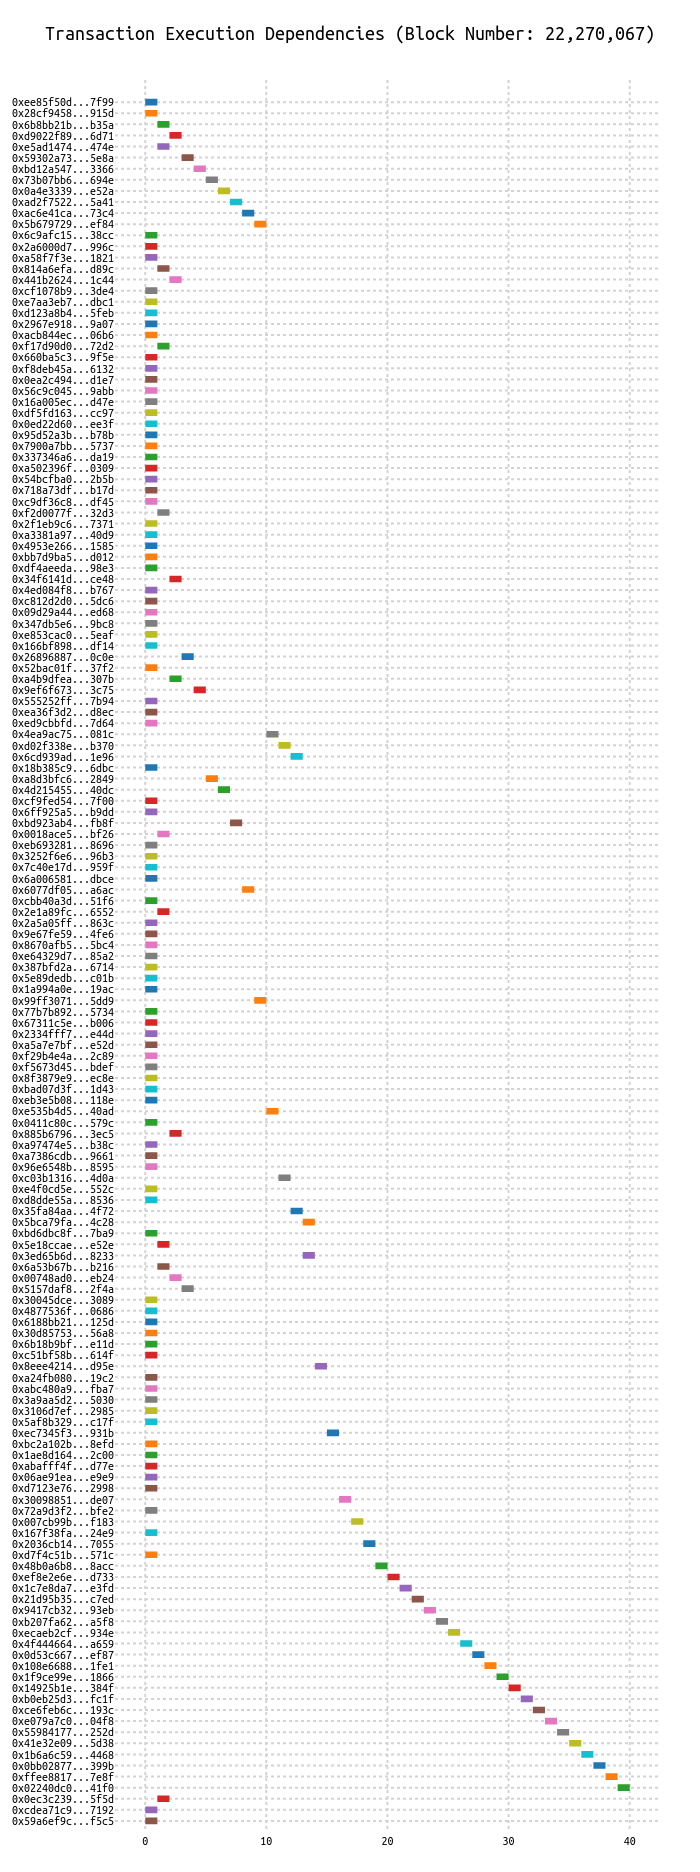 Transaction Execution Dependencies (Block Number: 22,270,067)
0xee85f50d...7f99
0x28cf9458...915d
0x6b8bb21b...b35a
0xd9022f89...6d71
0xe5ad1474...474e
0x59302a73...5e8a
0xbd12a547...3366
0x73b07bb6...694e
0x0a4e3339...e52a
0xad2f7522...5a41
0xac6e41ca...73c4
0x5b679729...ef84
0x6c9afc15...38cc
0x2a6000d7...996c
0xa58f7f3e...1821
0x814a6efa...d89c
0x441b2624...1c44
0xcf1078b9...3de4
0xe7aa3eb7...dbc1
0xd123a8b4...5feb
0x2967e918...9a07
0xacb844ec...06b6
0xf17d90d0...72d2
0x660ba5c3...9f5e
0xf8deb45a...6132
0x0ea2c494...d1e7
0x56c9c045...9abb
0x16a005ec...d47e
0xdf5fd163...cc97
0x0ed22d60...ee3f
0x95d52a3b...b78b
0x7900a7bb...5737
0x337346a6...da19
0xa502396f...0309
0x54bcfba0...2b5b
0x718a73df...b17d
0xc9df36c8...df45
0xf2d0077f...32d3
0x2f1eb9c6...7371
0xa3381a97...40d9
0x4953e266...1585
0xbb7d9ba5...d012
0xdf4aeeda...98e3
0x34f6141d...ce48
0x4ed084f8...b767
0xc812d2d0...5dc6
0x09d29a44...ed68
0x347db5e6...9bc8
0xe853cac0...5eaf
0x166bf898...df14
0x26896887...0c0e
0x52bac01f...37f2
0xa4b9dfea...307b
0x9ef6f673...3c75
0x555252ff...7b94
0xea36f3d2...d8ec
0xed9cbbfd...7d64
0x4ea9ac75...081c
0xd02f338e...b370
0x6cd939ad...1e96
0x18b385c9...6dbc
0xa8d3bfc6...2849
0x4d215455...40dc
0xcf9fed54...7f00
0x6ff925a5...b9dd
0xbd923ab4...fb8f
0x0018ace5...bf26
0xeb693281...8696
0x3252f6e6...96b3
0x7c40e17d...959f
0x6a006581...dbce
0x6077df05...a6ac
0xcbb40a3d...51f6
0x2e1a89fc...6552
0x2a5a05ff...863c
0x9e67fe59...4fe6
0x8670afb5...5bc4
0xe64329d7...85a2
0x387bfd2a...6714
0x5e89dedb...c01b
0x1a994a0e...19ac
0x99ff3071...5dd9
0x77b7b892...5734
0x67311c5e...b006
0x2334fff7...e44d
0xa5a7e7bf...e52d
0xf29b4e4a...2c89
0xf5673d45...bdef
0x8f3879e9...ec8e
0xbad07d3f...1d43
0xeb3e5b08...118e
0xe535b4d5...40ad
0x0411c80c...579c
0x885b6796...3ec5
0xa97474e5...b38c
0xa7386cdb...9661
0x96e6548b...8595
0xc03b1316...4d0a
0xe4f0cd5e...552c
0xd8dde55a...8536
0x35fa84aa...4f72
0x5bca79fa...4c28
0xbd6dbc8f...7ba9
0x5e18ccae...e52e
0x3ed65b6d...8233
0x6a53b67b...b216
0x00748ad0...eb24
0x5157daf8...2f4a
0x30045dce...3089
0x4877536f...0686
0x6188bb21...125d
0x30d85753...56a8
0x6b18b9bf...e11d
0xc51bf58b...614f
0x8eee4214...d95e
0xa24fb080...19c2
0xabc480a9...fba7
0x3a9aa5d2...5030
0x3106d7ef...2985
0x5af8b329...c17f
0xec7345f3...931b
0xbc2a102b...8efd
0x1ae8d164...2c00
0xabafff4f...d77e
0x06ae91ea...e9e9
0xd7123e76...2998
0x30098851...de07
0x72a9d3f2...bfe2
0x007cb99b...f183
0x167f38fa...24e9
0x2036cb14...7055
0xd7f4c51b...571c
0x48b0a6b8...8acc
0xef8e2e6e...d733
0x1c7e8da7...e3fd
0x21d95b35...c7ed
0x9417cb32...93eb
0xb207fa62...a5f8
0xecaeb2cf...934e
0x4f444664...a659
0x0d53c667...ef87
0x108e6688...1fe1
0x1f9ce99e...1866
0x14925b1e...384f
0xb0eb25d3...fc1f
0xce6feb6c...193c
0xe079a7c0...04f8
0x55984177...252d
0x41e32e09...5d38
0x1b6a6c59...4468
0x0bb02877...399b
0xffee8817...7e8f
0x02240dc0...41f0
0x0ec3c239...5f5d
0xcdea71c9...7192
0x59a6ef9c...f5c5
0 10 20 30 40